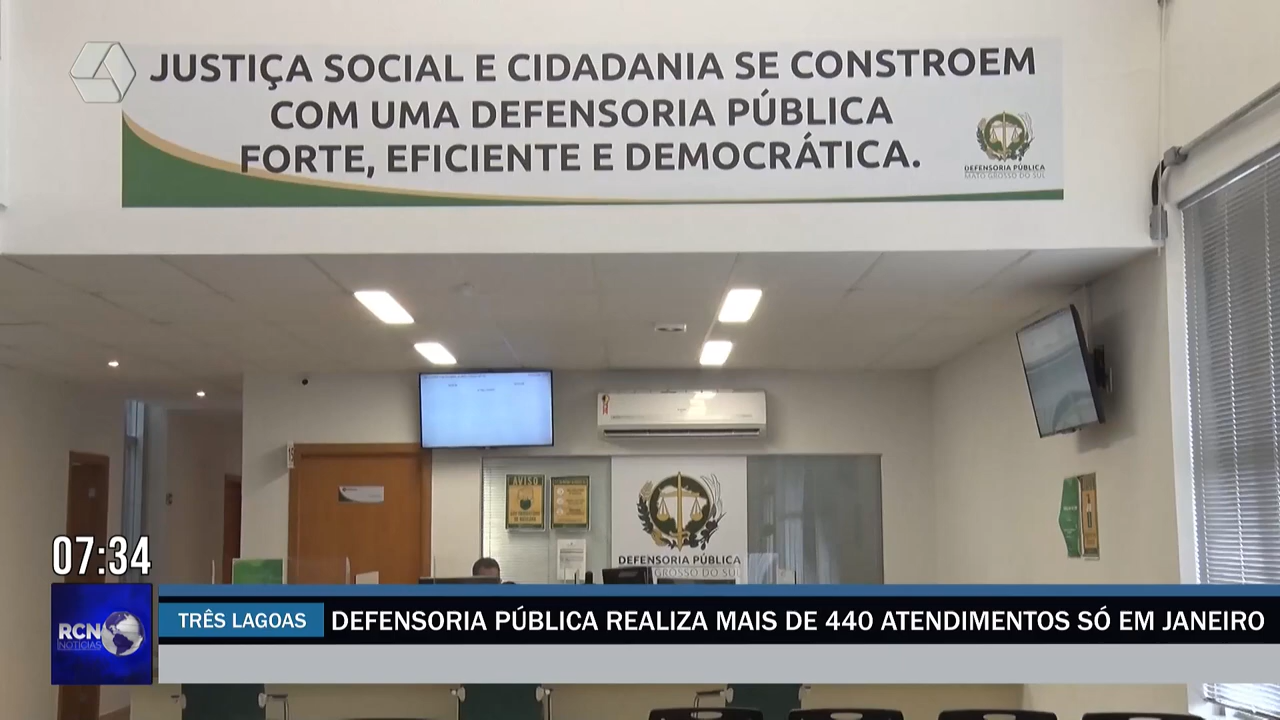 JUSTIÇA SOCIAL E CIDADANIA SE CONSTROEM
COM UMA DEFENSORIA PÚBLICA
FORTE, EFICIENTE E DEMOCRÁTICA.
DEFENSORIA PÚBLICA
MATO GROSSO DO SUL
AVISO
DEFENSORIA PÚBLICA
GROSSO DO SUL
07:34
RCN
NOTÍCIAS
TRÊS LAGOAS
DEFENSORIA PÚBLICA REALIZA MAIS DE 440 ATENDIMENTOS SÓ EM JANEIRO